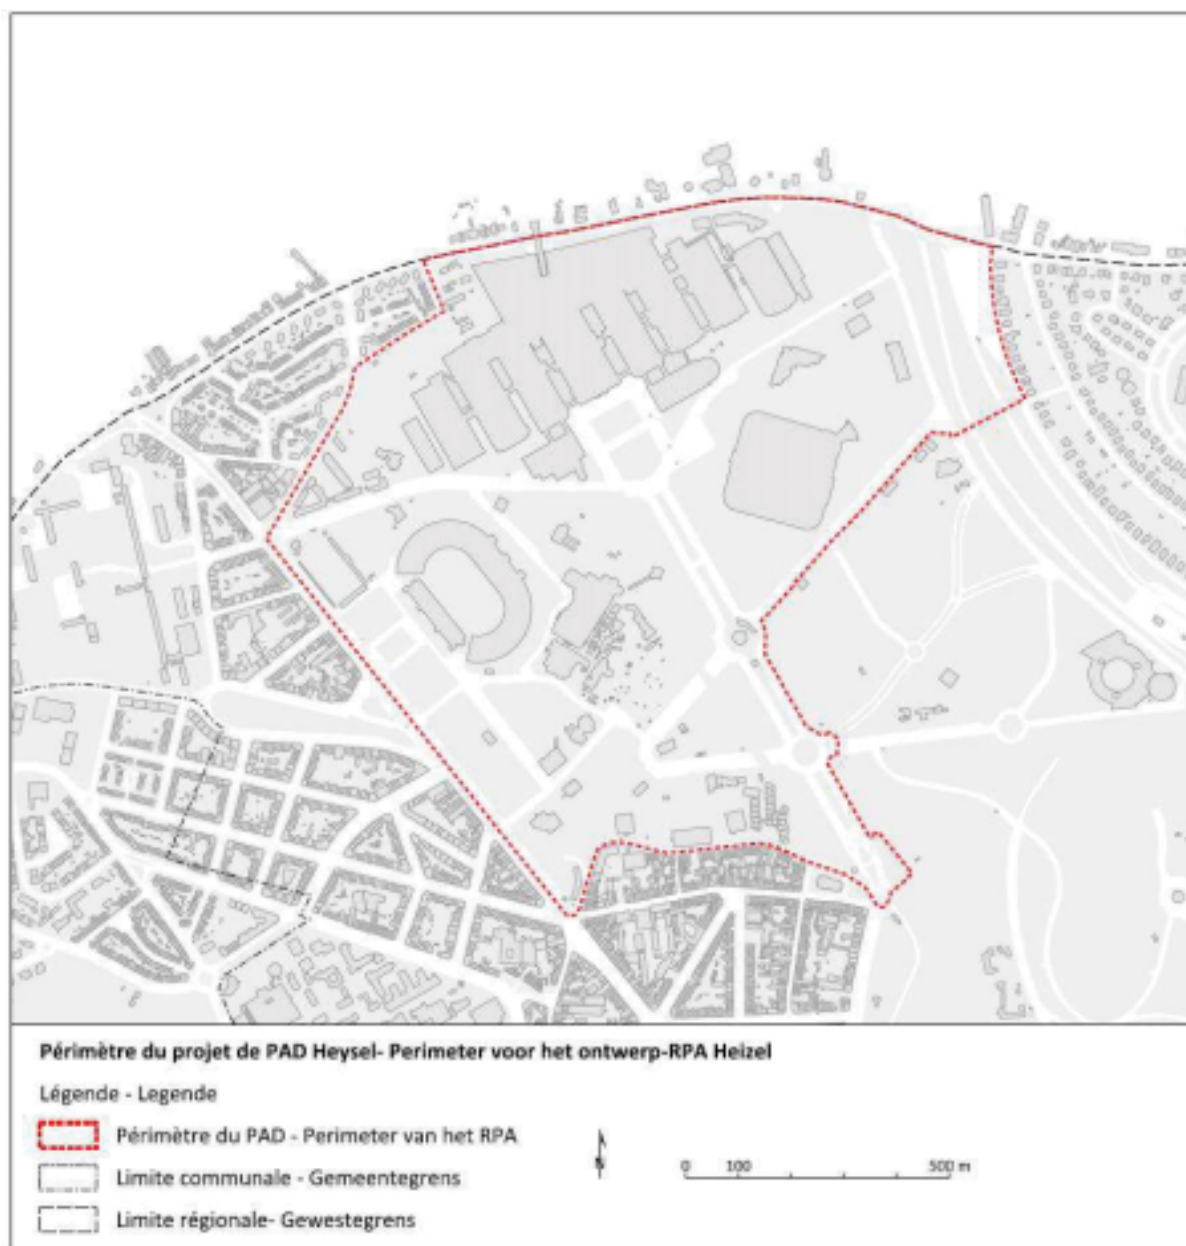 Périmètre du projet de PAD Heysel- Perimeter voor het ontwerp-RPA Heizel
Légende - Legende
Périmètre du PAD - Perimeter van het RPA
Limite communale - Gemeentegrens
Limite régionale- Gewestegrens
N
0 100 500 m